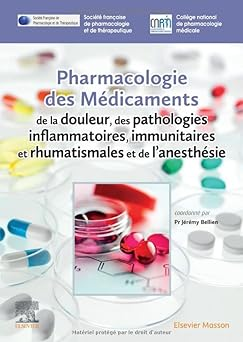 Société Française de
Pharmacologie et de Thérapeutique
Société française
de pharmacologie
et de thérapeutique
Collège national
de pharmacologie
médicale
Pharmacologie
des Médicaments
de la douleur, des pathologies
inflammatoires, immunitaires
et rhumatismales et de l'anesthésie
coordonné par
Pr Jérémy Bellien
ELSEVIER
Elsevier Masson
Matériel protégé par le droit d'auteur